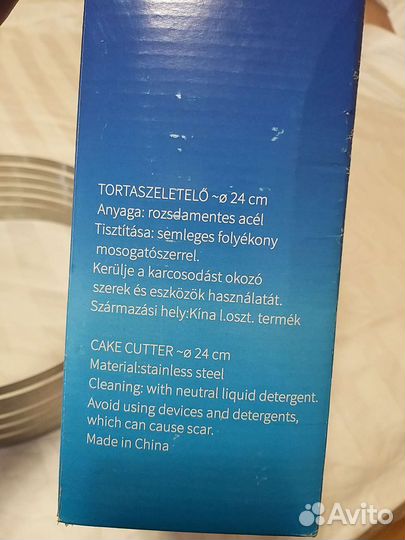 TORTASZELETELŐ ~ø 24 cm
Anyaga: rozsdamentes acél
Tisztítása: semleges folyékony
mosogatószerrel.
Kerülje a karcosodást okozó
szerek és eszközök használatát.
Származási hely:Kína I.oszt. termék
CAKE CUTTER ~ø 24 cm
Material:stainless steel
Cleaning: with neutral liquid detergent.
Avoid using devices and detergents,
which can cause scar.
Made in China
Avito